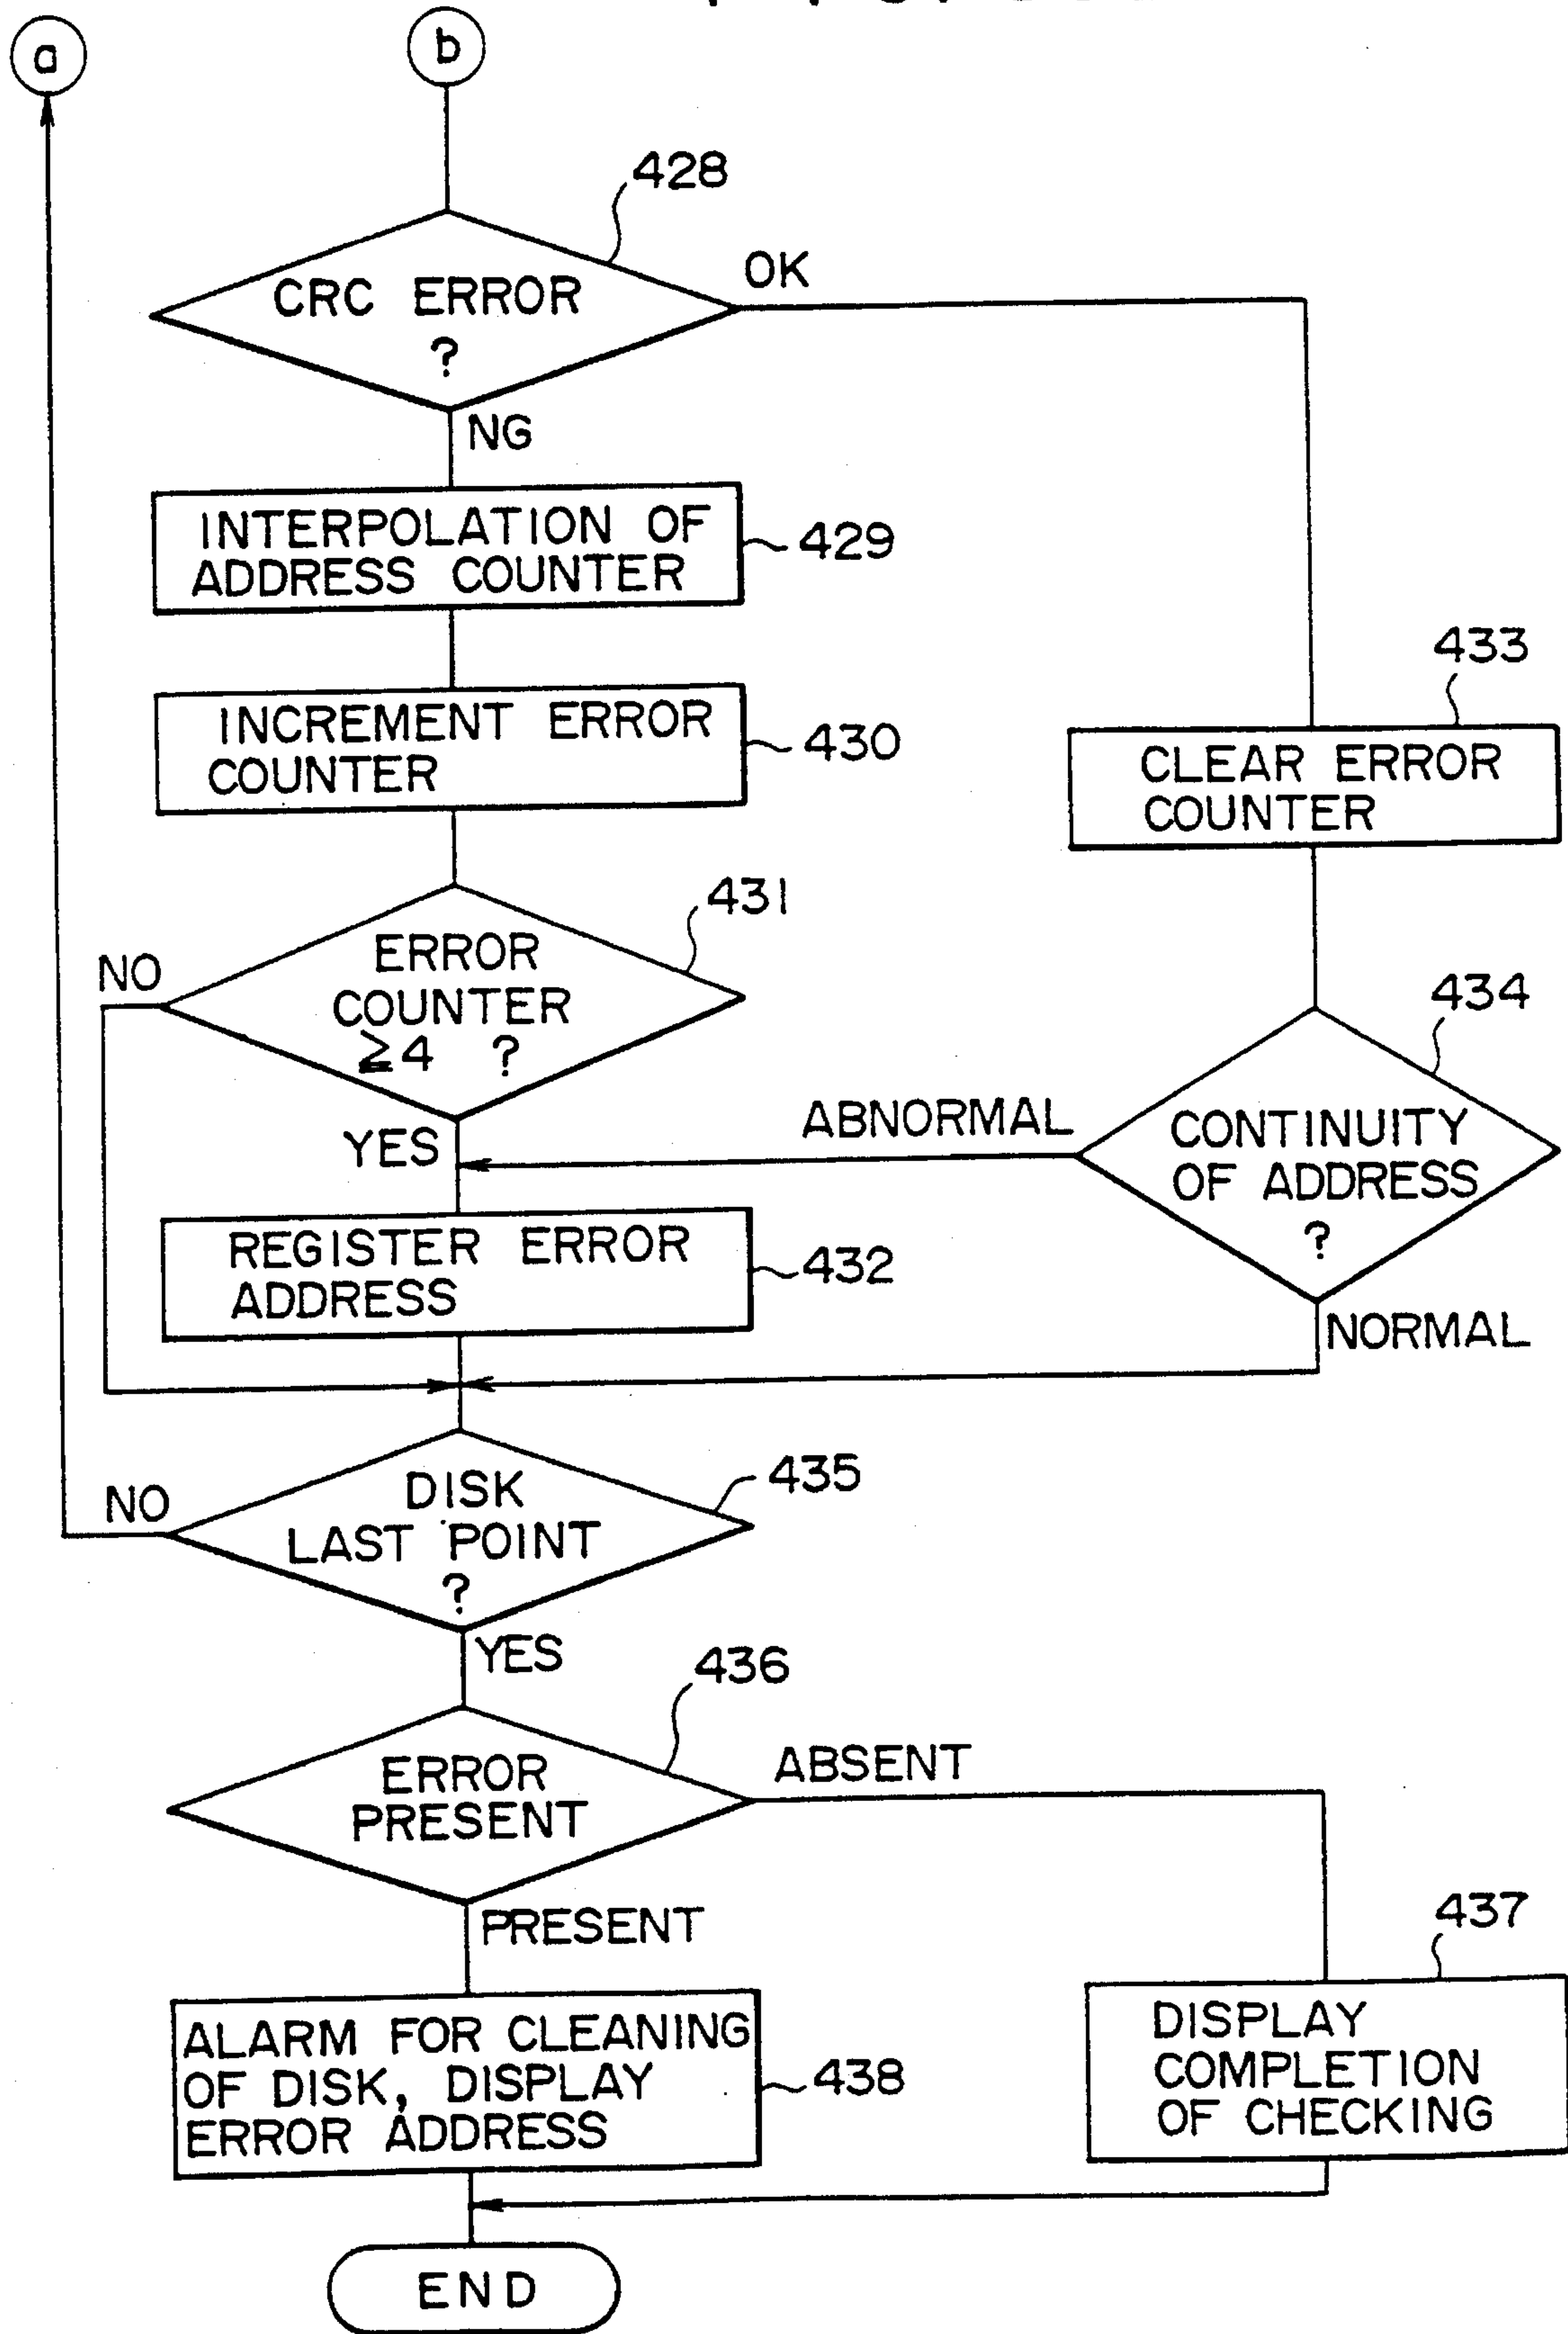 a
b
428
CRC ERROR
?
OK
NG
INTERPOLATION OF
ADDRESS COUNTER
429
INCREMENT ERROR
COUNTER
430
433
CLEAR ERROR
COUNTER
431
ERROR
COUNTER
≧4 ?
NO
YES
434
CONTINUITY
OF ADDRESS
?
ABNORMAL
NORMAL
REGISTER ERROR
ADDRESS
432
435
DISK
LAST POINT
?
NO
YES
436
ERROR
PRESENT
ABSENT
PRESENT
437
DISPLAY
COMPLETION
OF CHECKING
ALARM FOR CLEANING
OF DISK, DISPLAY
ERROR ADDRESS
438
END